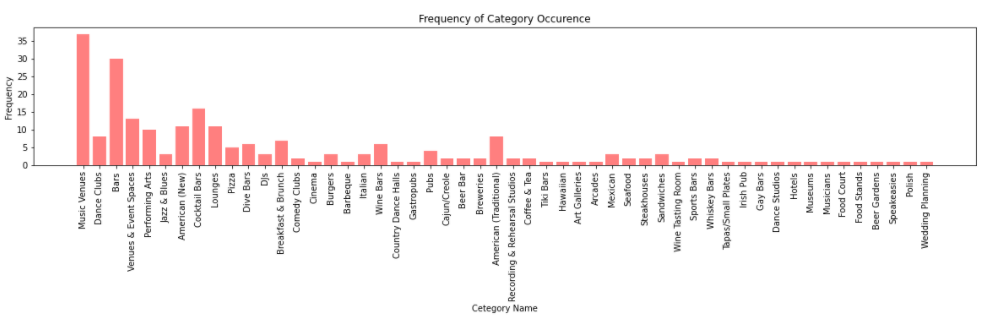 Frequency of Category Occurence
Frequency
35
30
25
20
15
10
5
0
Music Venues
Dance Clubs
Bars
Venues & Event Spaces
Performing Arts
Jazz & Blues
American (New)
Cocktail Bars
Lounges
Pizza
Dive Bars
DJs
Breakfast & Brunch
Comedy Clubs
Cinema
Burgers
Barbeque
Italian
Wine Bars
Country Dance Halls
Gastropubs
Pubs
Cajun/Creole
Beer Bar
Breweries
American (Traditional)
Recording & Rehearsal Studios
Coffee & Tea
Tiki Bars
Hawaiian
Art Galleries
Arcades
Mexican
Seafood
Steakhouses
Sandwiches
Wine Tasting Room
Sports Bars
Whiskey Bars
Tapas/Small Plates
Irish Pub
Gay Bars
Dance Studios
Hotels
Museums
Musicians
Food Court
Food Stands
Beer Gardens
Speakeasies
Polish
Wedding Planning
Cetegory Name